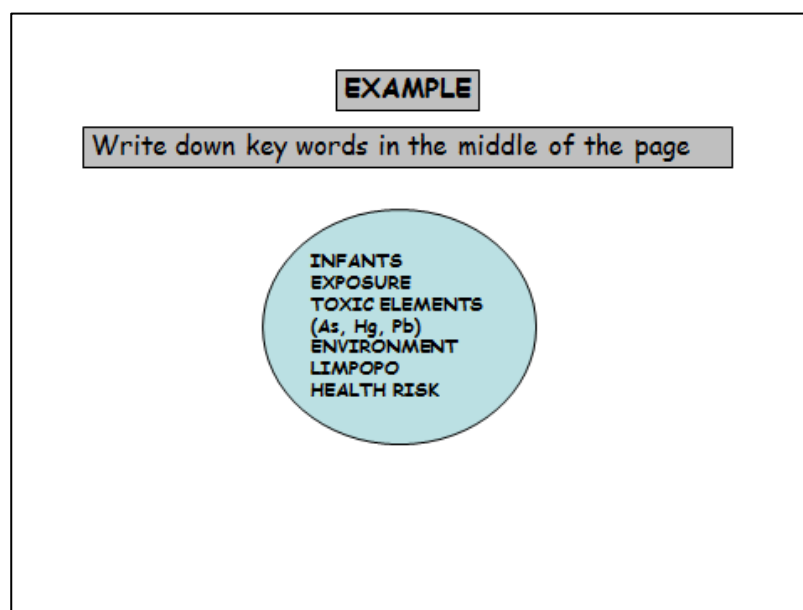 EXAMPLE
Write down key words in the middle of the page
INFANTS
EXPOSURE
TOXIC ELEMENTS
(As, Hg, Pb)
ENVIRONMENT
LIMPOPO
HEALTH RISK